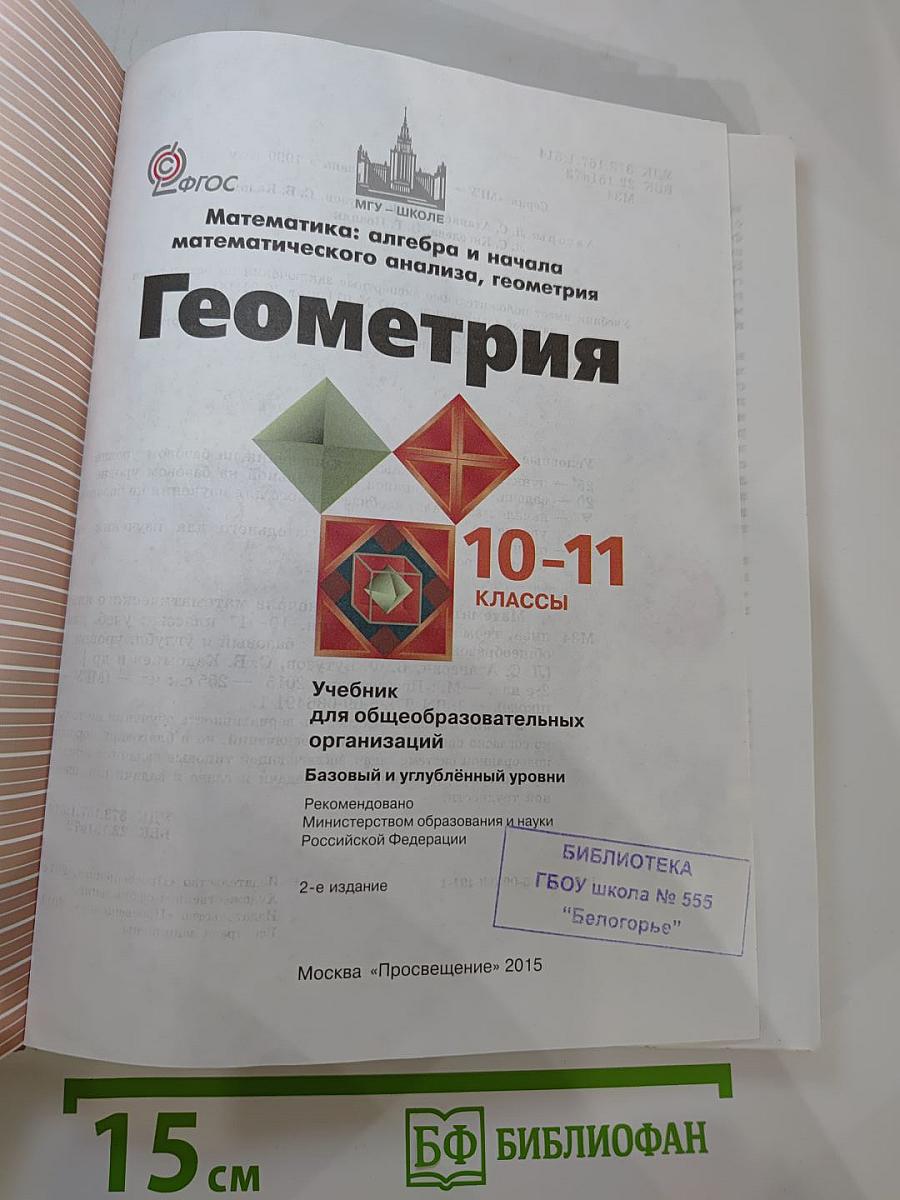 ФГОС
МГУ – ШКОЛЕ
Математика: алгебра и начала
математического анализа, геометрия
Геометрия
10–11
КЛАССЫ
Учебник
для общеобразовательных
организаций
Базовый и углублённый уровни
Рекомендовано
Министерством образования и науки
Российской Федерации
2-е издание
БИБЛИОТЕКА
ГБОУ школа № 555
"Белогорье"
Москва «Просвещение» 2015
15 см
БФ БИБЛИОФАН